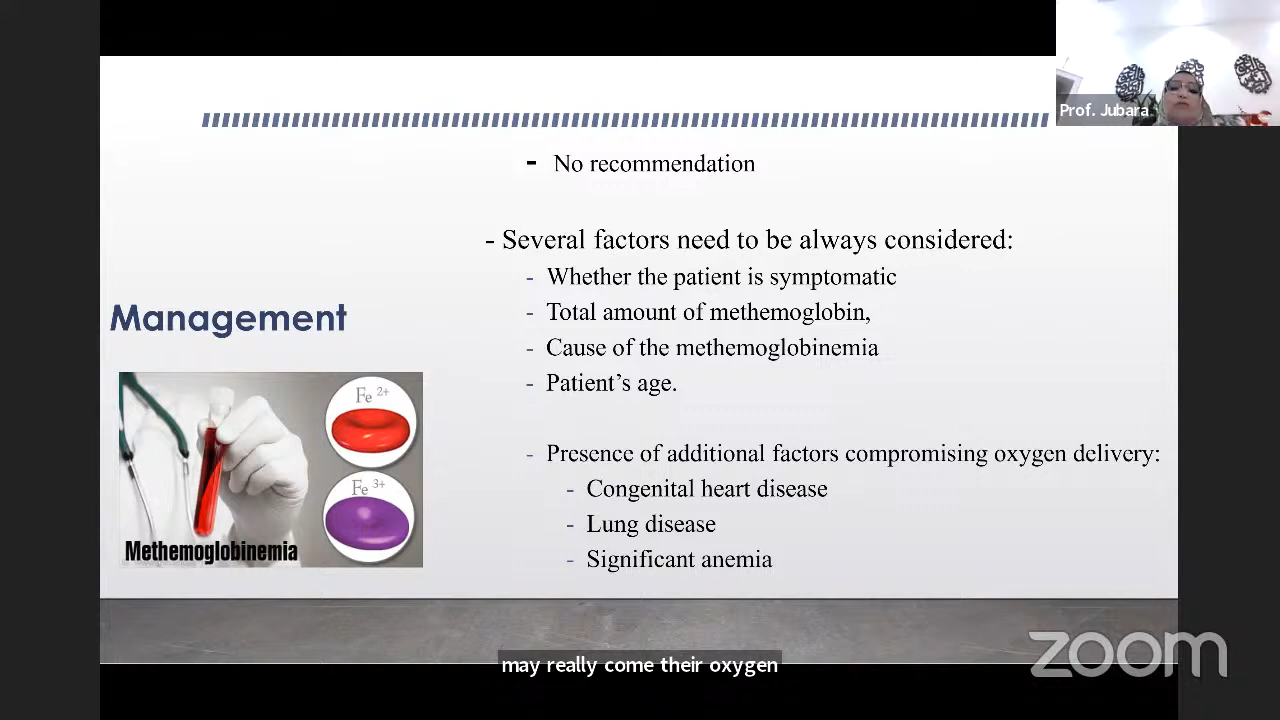 Prof. Jubara
- No recommendation
- Several factors need to be always considered:
- Whether the patient is symptomatic
- Total amount of methemoglobin,
- Cause of the methemoglobinemia
- Patient’s age.
- Presence of additional factors compromising oxygen delivery:
- Congenital heart disease
- Lung disease
- Significant anemia
Management
Fe 2+
Fe 3+
Methemoglobinemia
zoom
may really come their oxygen